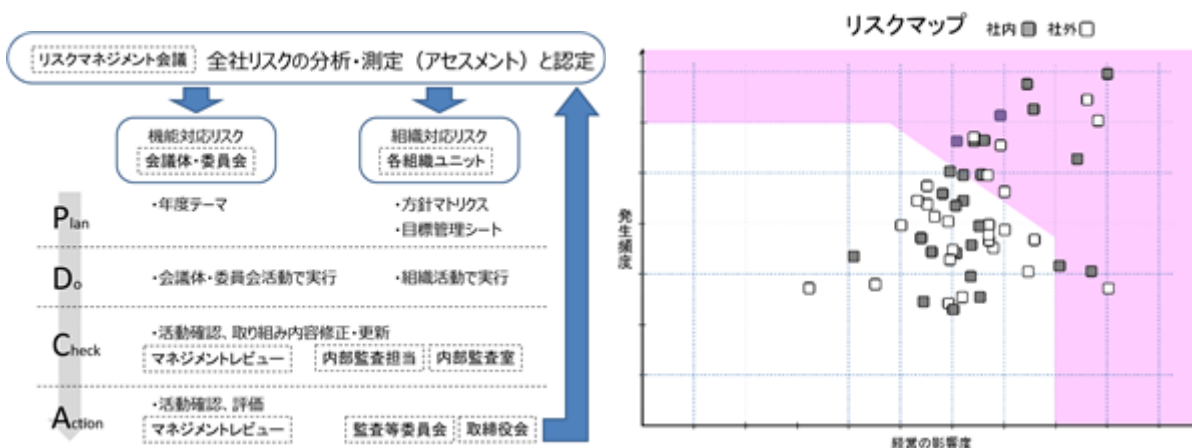 リスクマネジメント会議 全社リスクの分析・測定（アセスメント）と認定
機能対応リスク
会議体・委員会
組織対応リスク
各組織ユニット
Plan
・年度テーマ
・方針マトリクス
・目標管理シート
Do
・会議体・委員会活動で実行
・組織活動で実行
Check
・活動確認、取り組み内容修正・更新
マネジメントレビュー 内部監査担当 内部監査室
Action
・活動確認、評価
マネジメントレビュー 監査等委員会 取締役会
リスクマップ 社内 社外
発生頻度
経営の影響度